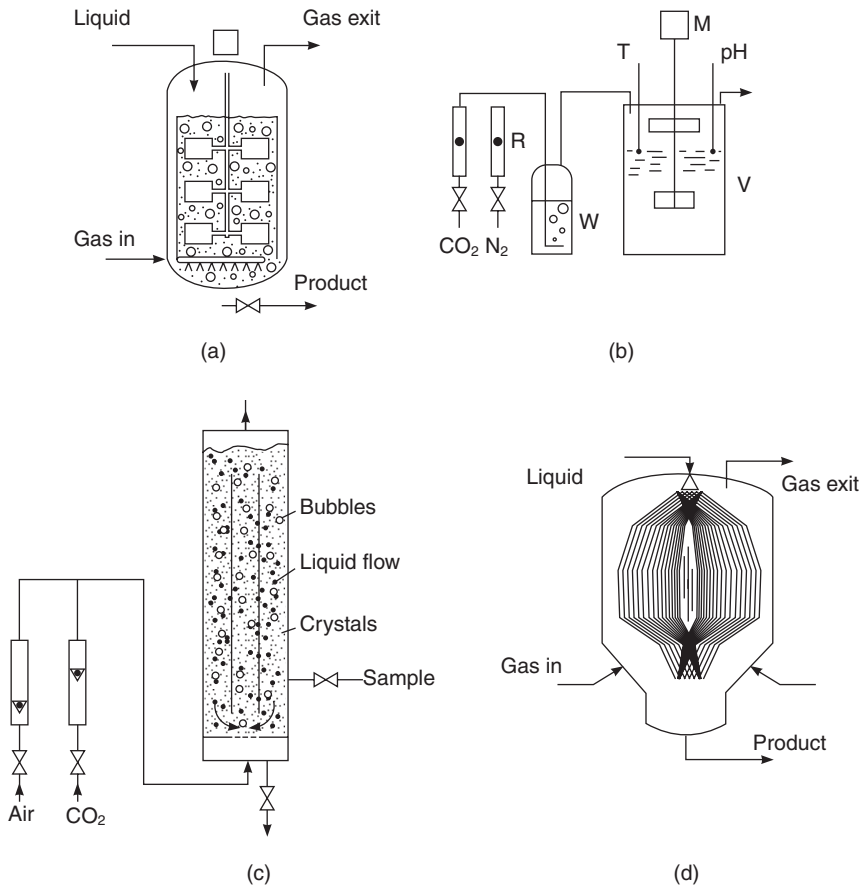 Liquid
Gas exit
Gas in
Product
(a)
M
T
pH
R
V
W
CO₂ N₂
(b)
Bubbles
Liquid flow
Crystals
Sample
Air
CO₂
(c)
Liquid
Gas exit
Gas in
Product
(d)